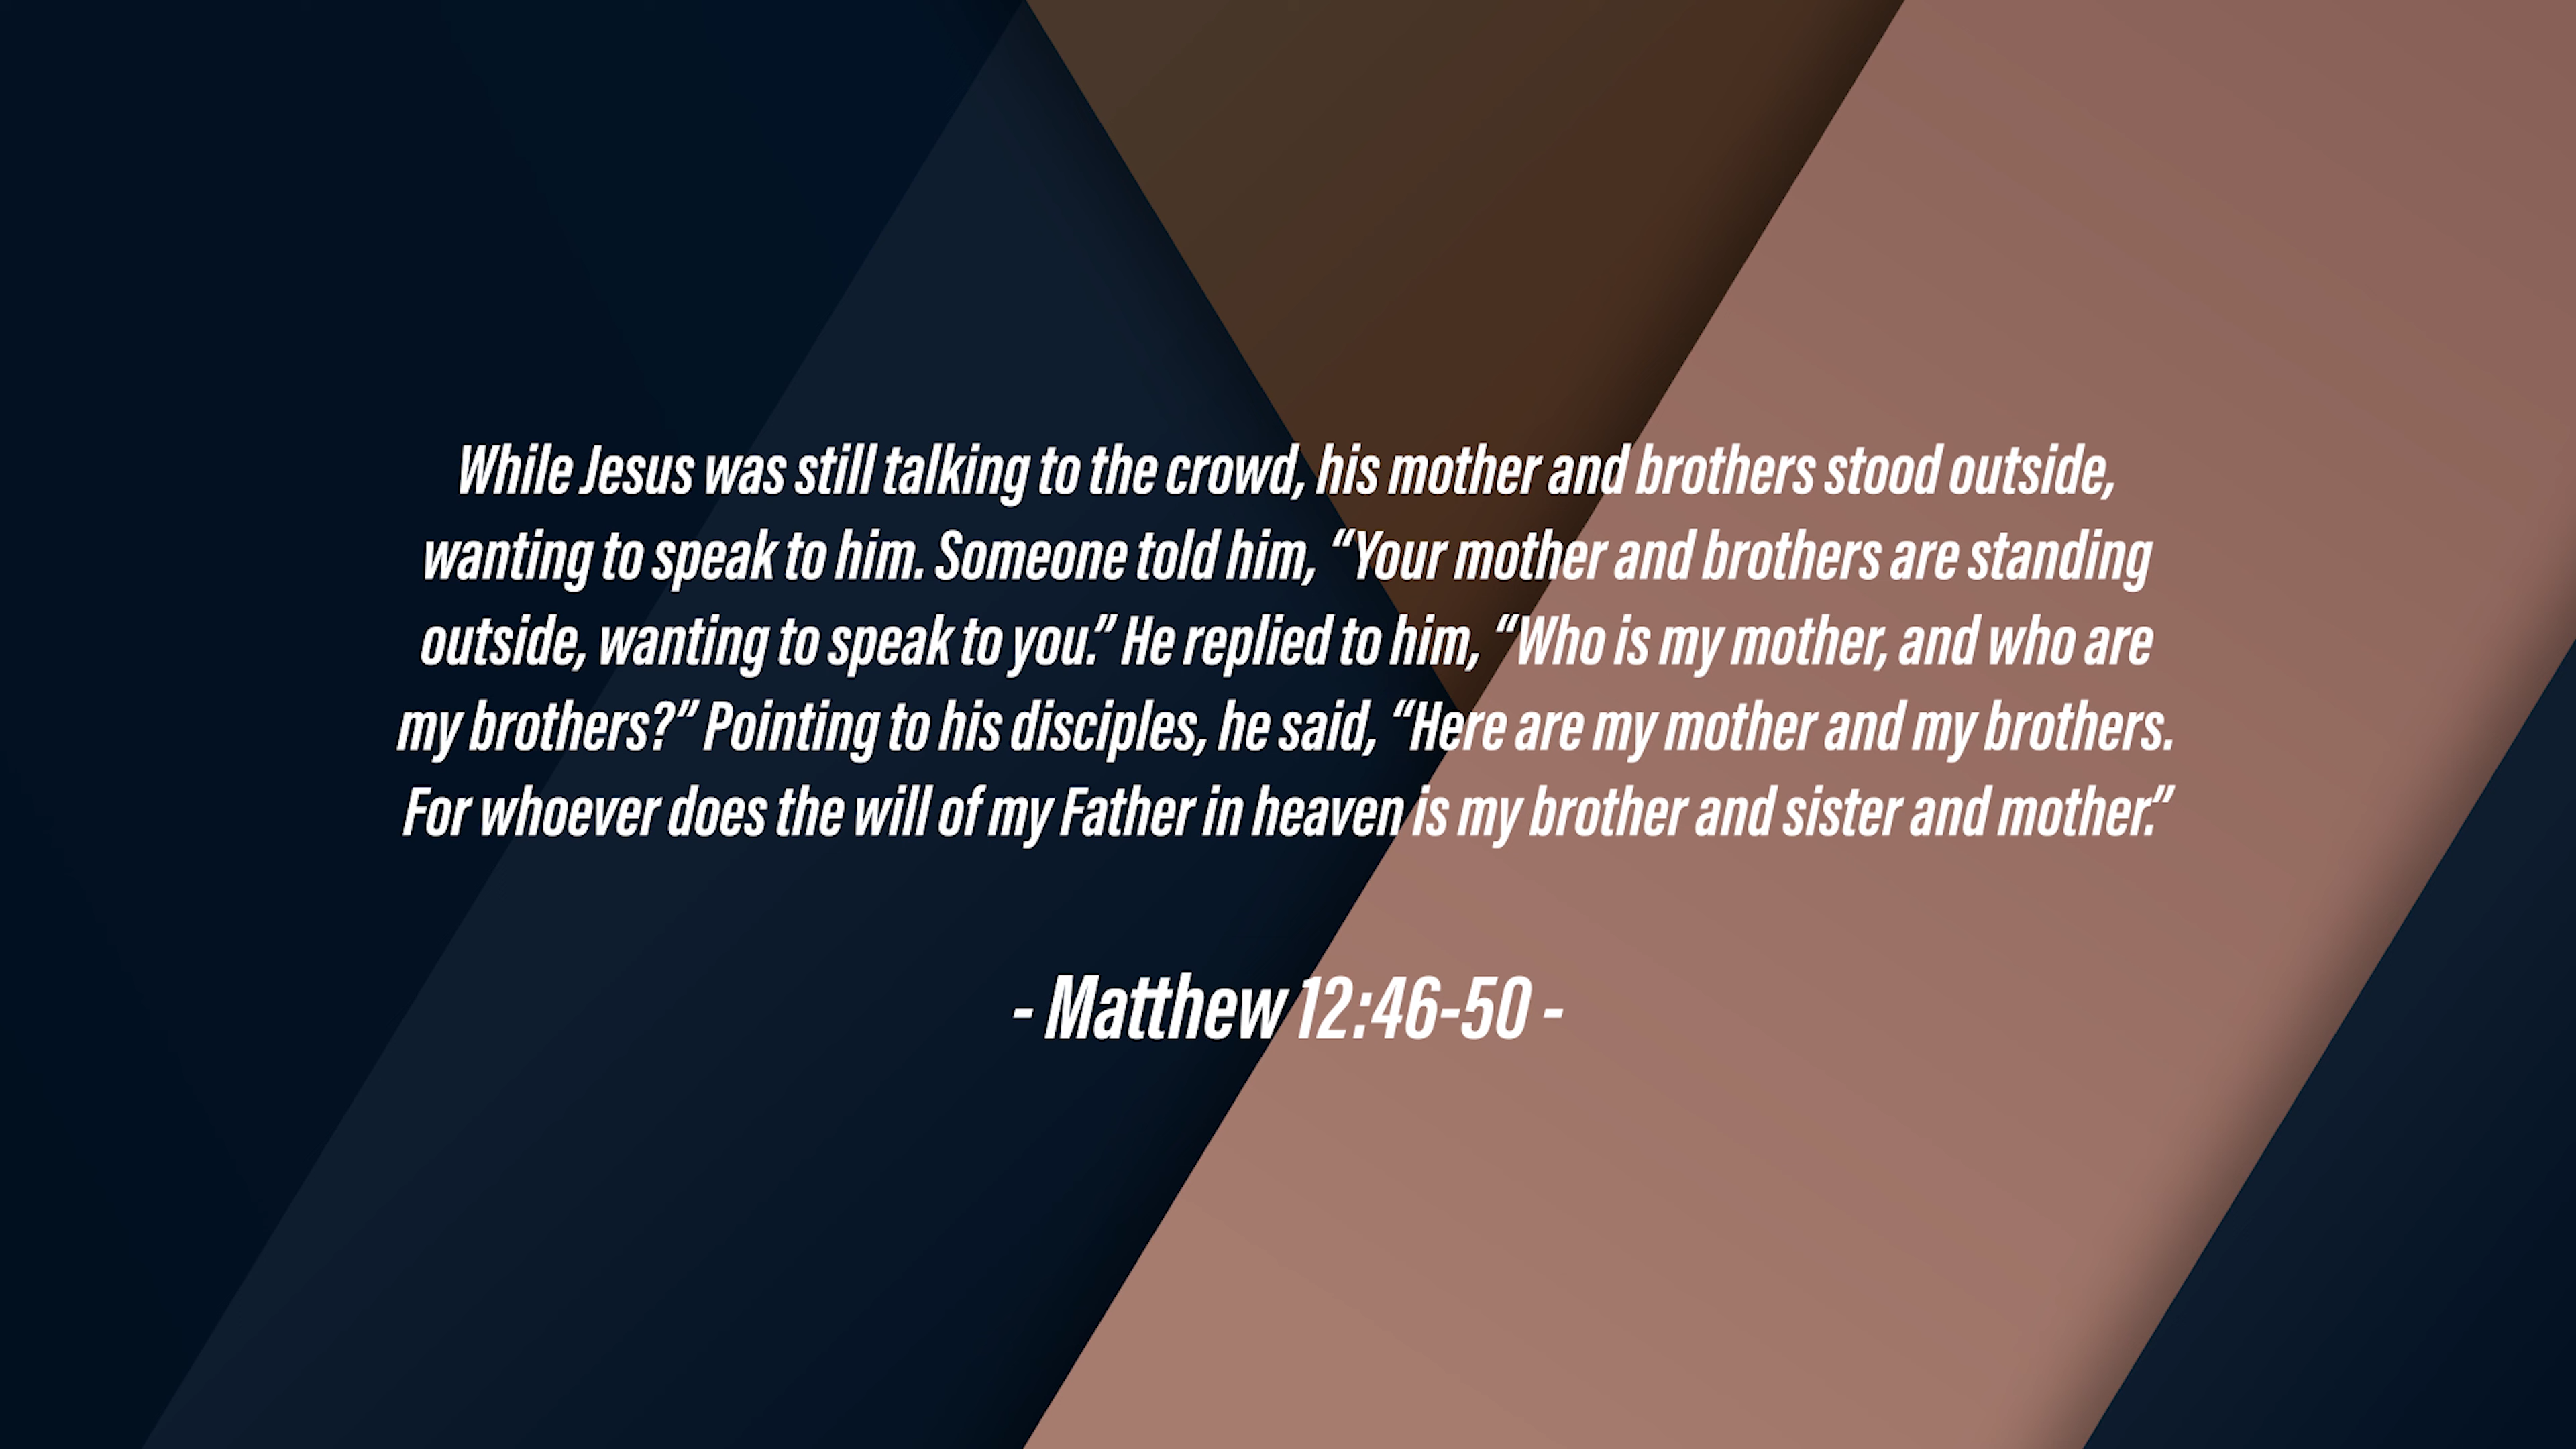 While Jesus was still talking to the crowd, his mother and brothers stood outside,
wanting to speak to him. Someone told him, “Your mother and brothers are standing
outside, wanting to speak to you.” He replied to him, “Who is my mother, and who are
my brothers?” Pointing to his disciples, he said, “Here are my mother and my brothers.
For whoever does the will of my Father in heaven is my brother and sister and mother.”
- Matthew 12:46-50 -